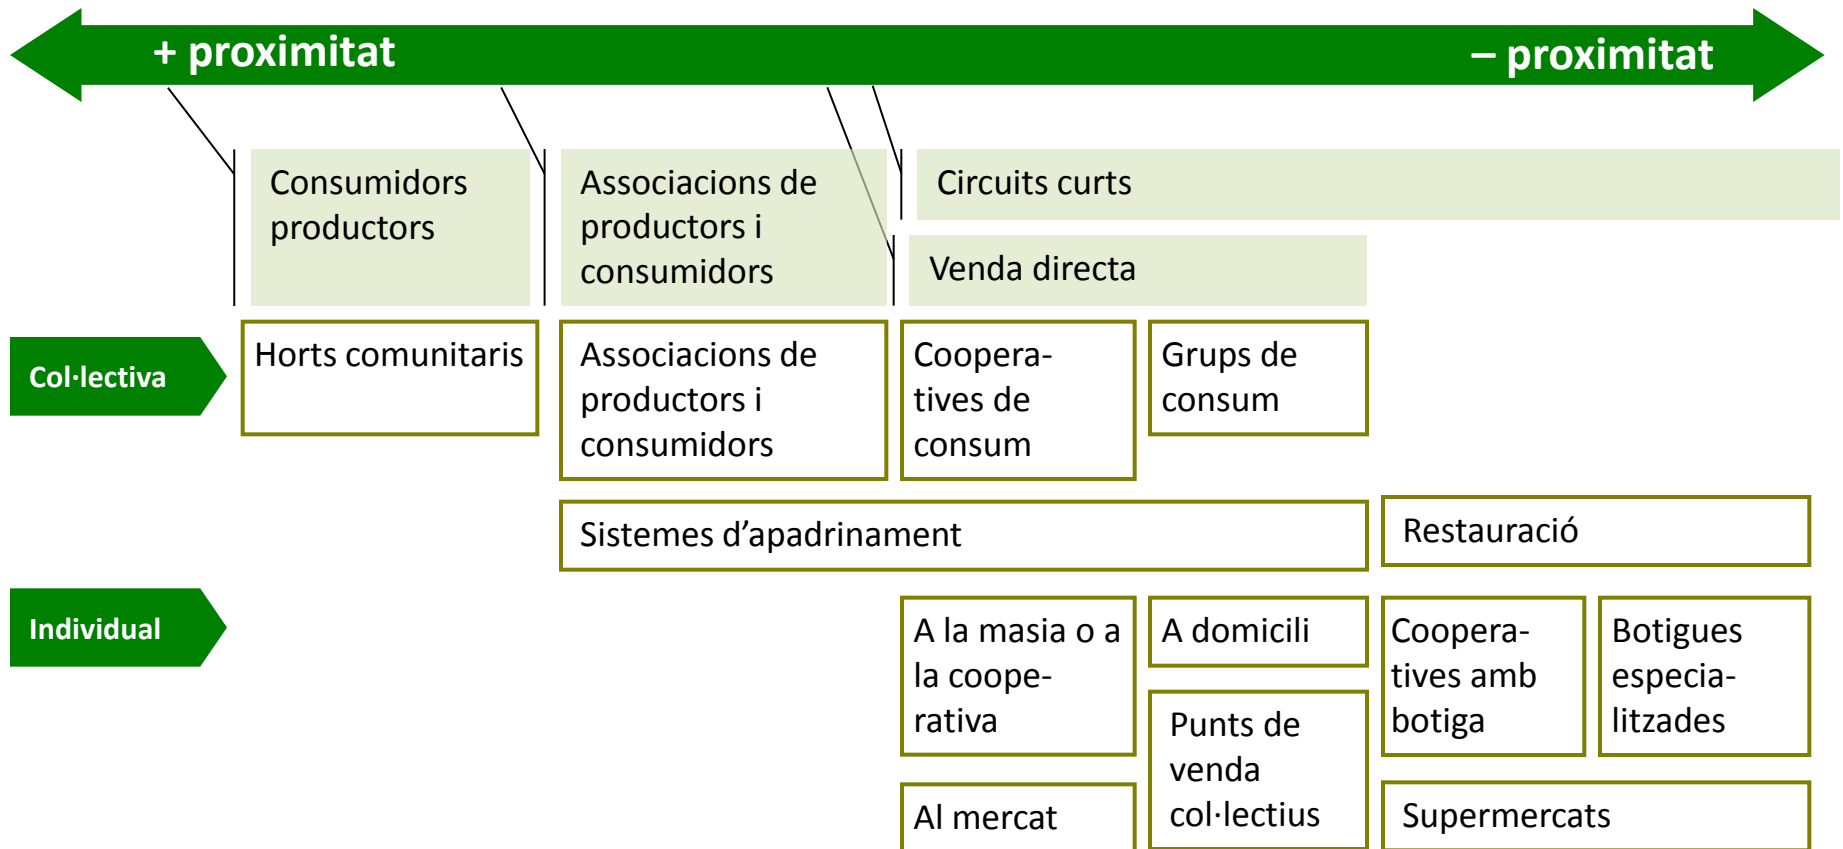 + proximitat
– proximitat
Consumidors
productors
Associacions de
productors i
consumidors
Circuits curts
Venda directa
Col·lectiva
Horts comunitaris
Associacions de
productors i
consumidors
Coopera-
tives de
consum
Grups de
consum
Sistemes d’apadrinament
Restauració
Individual
A la masia o a
la coope-
rativa
A domicili
Coopera-
tives amb
botiga
Botigues
especia-
litzades
Punts de
venda
col·lectius
Al mercat
Supermercats